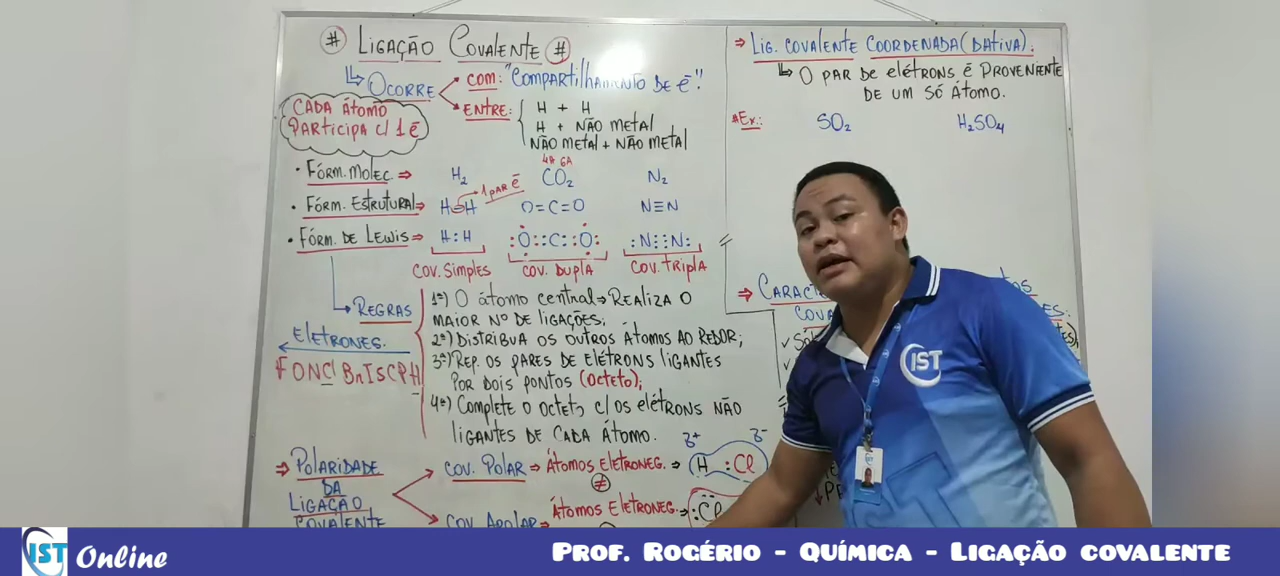 # LIGAÇÃO COVALENTE #
OCORRE
COM: "COMPARTILHAMENTO DE ē"!
ENTRE:
H + H
H + NÃO METAL
NÃO METAL + NÃO METAL
CADA ÁTOMO
PARTICIPA C/ 1 ē
4A 6A
• FÓRM. MOLEC. ⇒ H₂ CO₂ N₂
1 PAR ē
• FÓRM. ESTRUTURAL ⇒ H-H O=C=O N≡N
• FÓRM. DE LEWIS ⇒ H:H :O::C::O: :N:::N:
COV. SIMPLES COV. DUPLA COV. TRIPLA
REGRAS
1º) O ÁTOMO CENTRAL ⇒ REALIZA O
MAIOR Nº DE LIGAÇÕES;
2º) DISTRIBUA OS OUTROS ÁTOMOS AO REDOR;
3º) REP. OS PARES DE ELÉTRONS LIGANTES
POR DOIS PONTOS (OCTETO);
4º) COMPLETE O OCTETO C/ OS ELÉTRONS NÃO
LIGANTES DE CADA ÁTOMO.
ELETRONEG.
FONCl BrISCPH
⇒ POLARIDADE
DA
LIGAÇÃO
COVALENTE
COV. POLAR ⇒ ÁTOMOS ELETRONEG. ⇒ H :Cl
≠
δ+ δ-
COV. APOLAR ⇒ ÁTOMOS ELETRONEG. ⇒ :Cl
⇒ LIG. COVALENTE COORDENADA (DATIVA):
↳ O PAR DE ELÉTRONS É PROVENIENTE
DE UM SÓ ÁTOMO.
*EX: SO₂ H₂SO₄
IST
IST
IST Online
PROF. ROGÉRIO - QUÍMICA - LIGAÇÃO COVALENTE